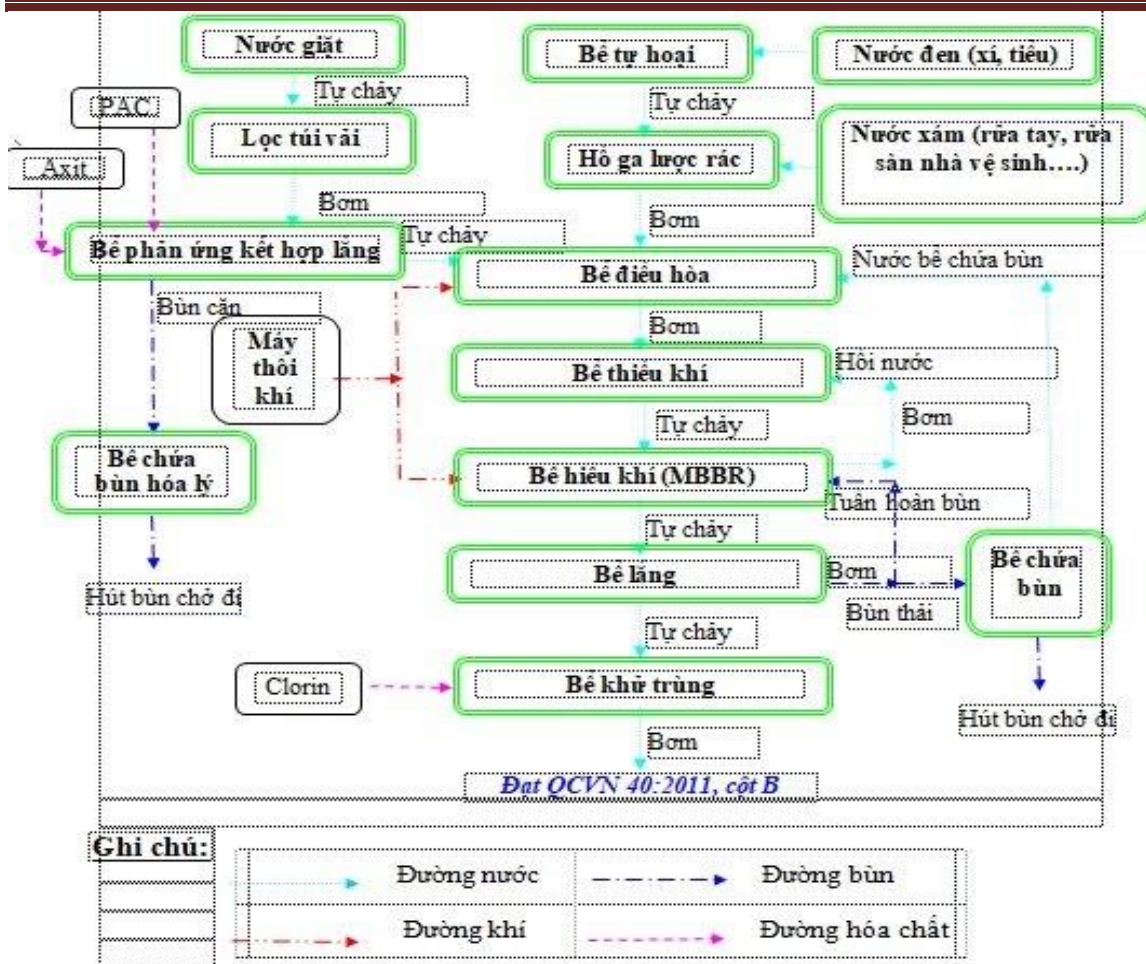 Nước giặt
Bể tự hoại
Nước đen (xí, tiểu)
Tự chảy
Tự chảy
PAC
Lọc túi vải
Nước xám (rửa tay, rửa
sàn nhà vệ sinh….)
Hố ga lược rác
Axít
Bơm
Bơm
Tự chảy
Bể phản ứng kết hợp lắng
Nước bể chứa bùn
Bể điều hòa
Bùn cặn
Bơm
Máy
thổi
khí
Bể thiếu khí
Hồi nước
Bơm
Tự chảy
Bể chứa
bùn hóa lý
Bể hiếu khí (MBBR)
Tuần hoàn bùn
Tự chảy
Bể lắng
Bơm
Bể chứa
bùn
Hút bùn chở đi
Bùn thải
Tự chảy
Clorin
Bể khử trùng
Hút bùn chở đi
Bơm
Đạt QCVN 40:2011, cột B
Ghi chú:
Đường nước
Đường bùn
Đường khí
Đường hóa chất